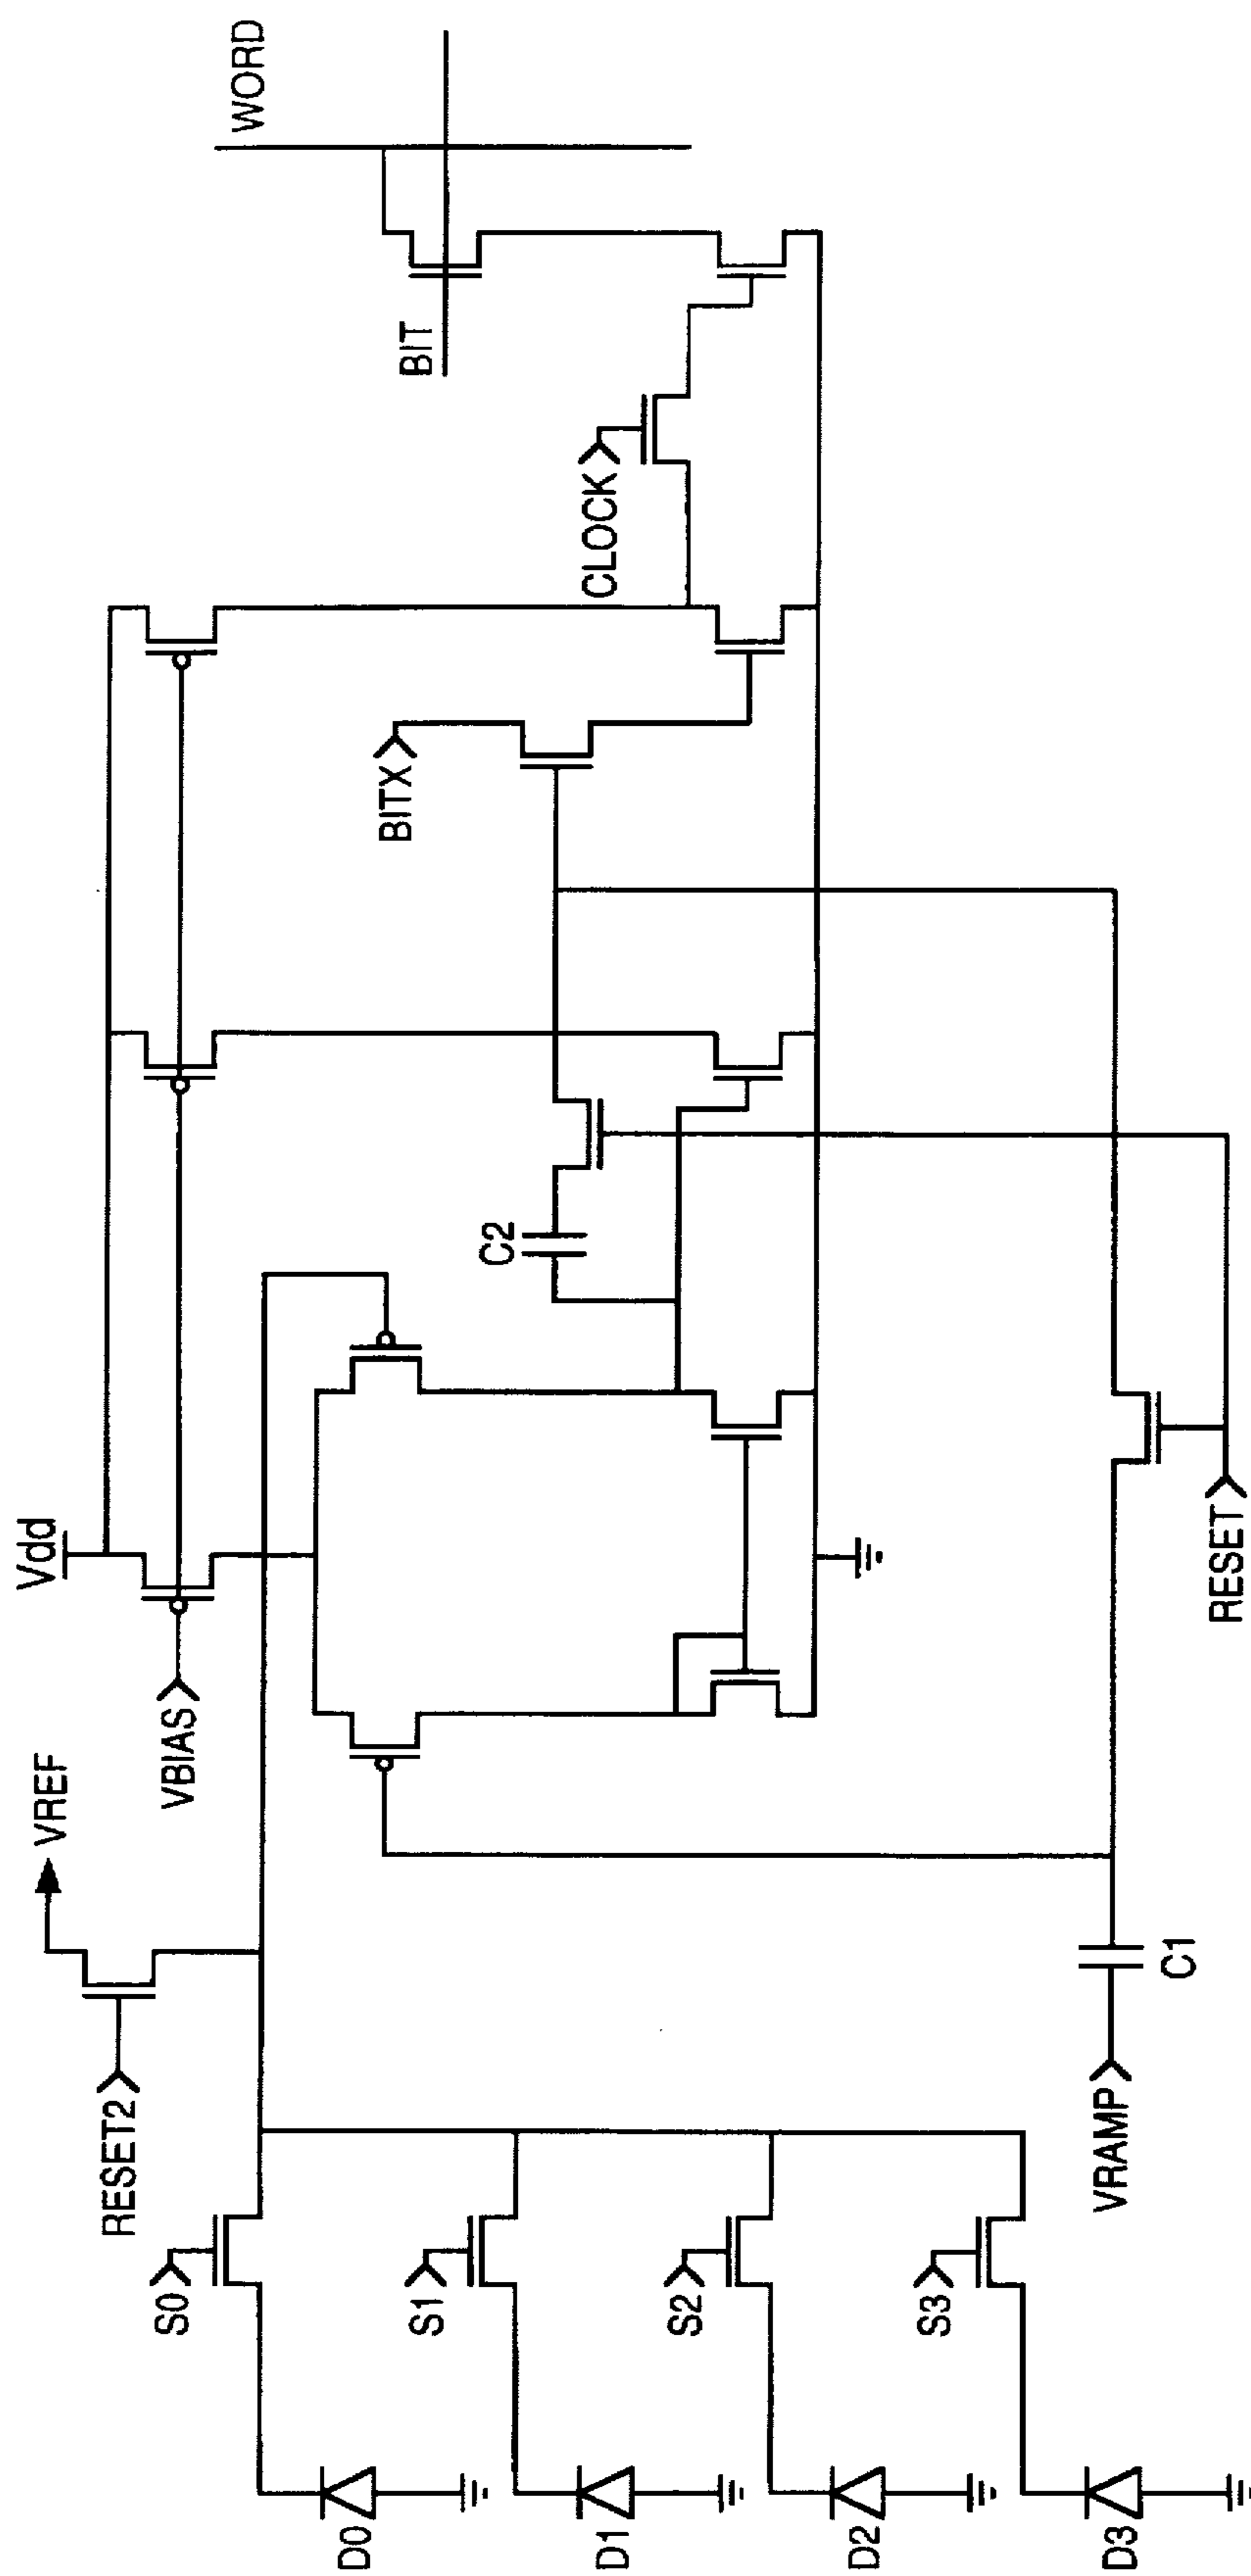 Vdd
VREF
VBIAS
RESET2
WORD
BIT
CLOCK
BITX
C2
S0
S1
S2
S3
D0
D1
D2
D3
VRAMP
C1
RESET